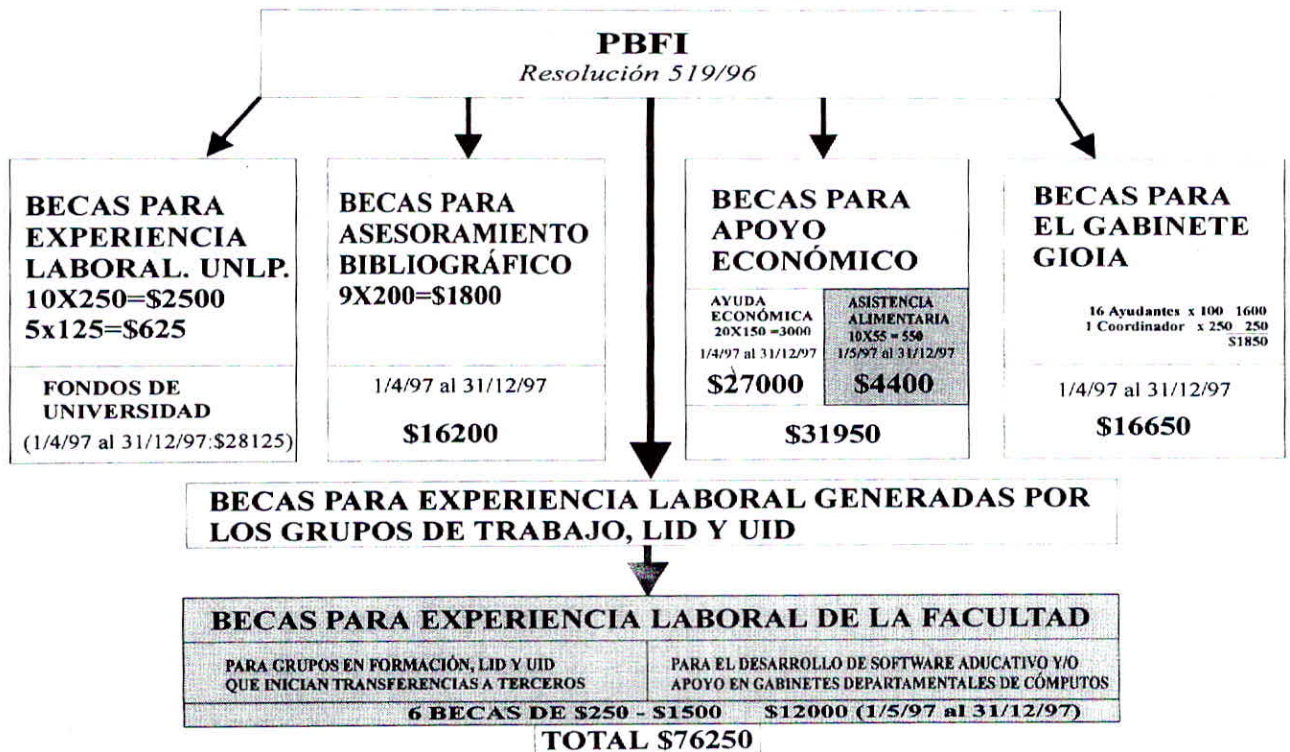 PBFI
Resolución 519/96
BECAS PARA
EXPERIENCIA
LABORAL. UNLP.
10X250=$2500
5x125=$625
FONDOS DE
UNIVERSIDAD
(1/4/97 al 31/12/97:$28125)
BECAS PARA
ASESORAMIENTO
BIBLIOGRÁFICO
9X200=$1800
1/4/97 al 31/12/97
$16200
BECAS PARA
APOYO
ECONÓMICO
AYUDA
ECONÓMICA
20X150 =3000
1/4/97 al 31/12/97
$27000
ASISTENCIA
ALIMENTARIA
10X55 = 550
1/5/97 al 31/12/97
$4400
$31950
BECAS PARA
EL GABINETE
GIOIA
16 Ayudantes x 100 1600
1 Coordinador x 250 250
$1850
1/4/97 al 31/12/97
$16650
BECAS PARA EXPERIENCIA LABORAL GENERADAS POR
LOS GRUPOS DE TRABAJO, LID Y UID
BECAS PARA EXPERIENCIA LABORAL DE LA FACULTAD
PARA GRUPOS EN FORMACIÓN, LID Y UID
QUE INICIAN TRANSFERENCIAS A TERCEROS
PARA EL DESARROLLO DE SOFTWARE ADUCATIVO Y/O
APOYO EN GABINETES DEPARTAMENTALES DE CÓMPUTOS
6 BECAS DE $250 - $1500 $12000 (1/5/97 al 31/12/97)
TOTAL $76250